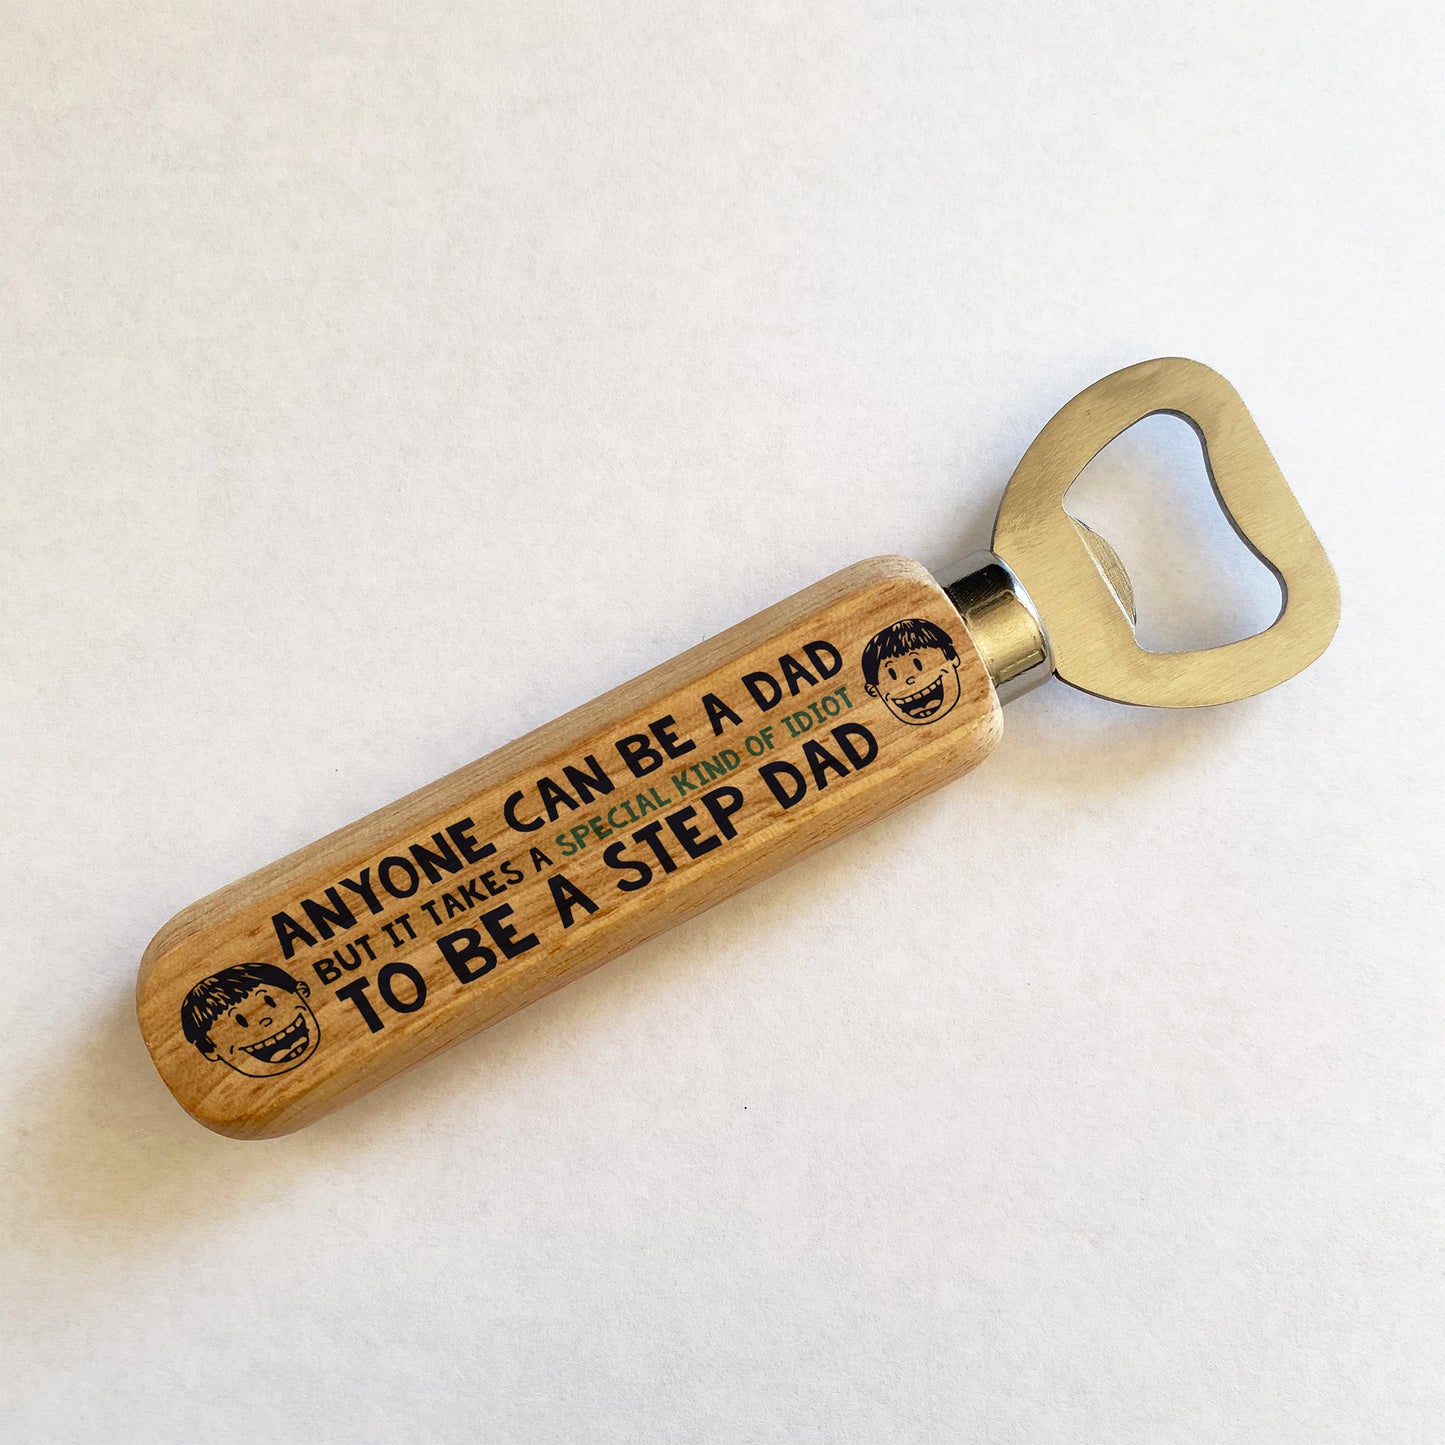 ANYONE CAN BE A DAD
BUT IT TAKES A SPECIAL KIND OF IDIOT
TO BE A STEP DAD